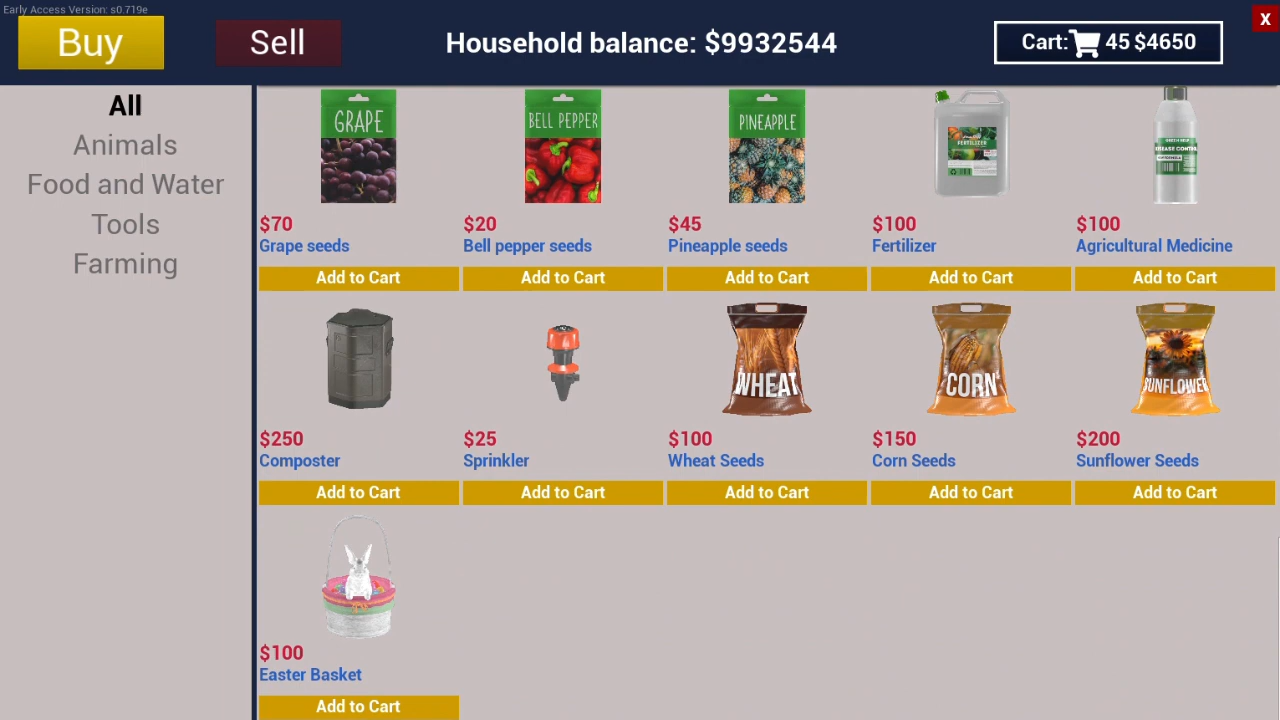 Early Access Version: s0.719e
Buy
Sell
Household balance: $9932544
Cart: 45 $4650
X
All
Animals
Food and Water
Tools
Farming
GRAPE
BELL PEPPER
PINEAPPLE
FERTILIZER
$70
$20
$45
$100
$100
Grape seeds
Bell pepper seeds
Pineapple seeds
Fertilizer
Agricultural Medicine
Add to Cart
Add to Cart
Add to Cart
Add to Cart
Add to Cart
WHEAT
CORN
SUNFLOWER
$250
$25
$100
$150
$200
Composter
Sprinkler
Wheat Seeds
Corn Seeds
Sunflower Seeds
Add to Cart
Add to Cart
Add to Cart
Add to Cart
Add to Cart
$100
Easter Basket
Add to Cart